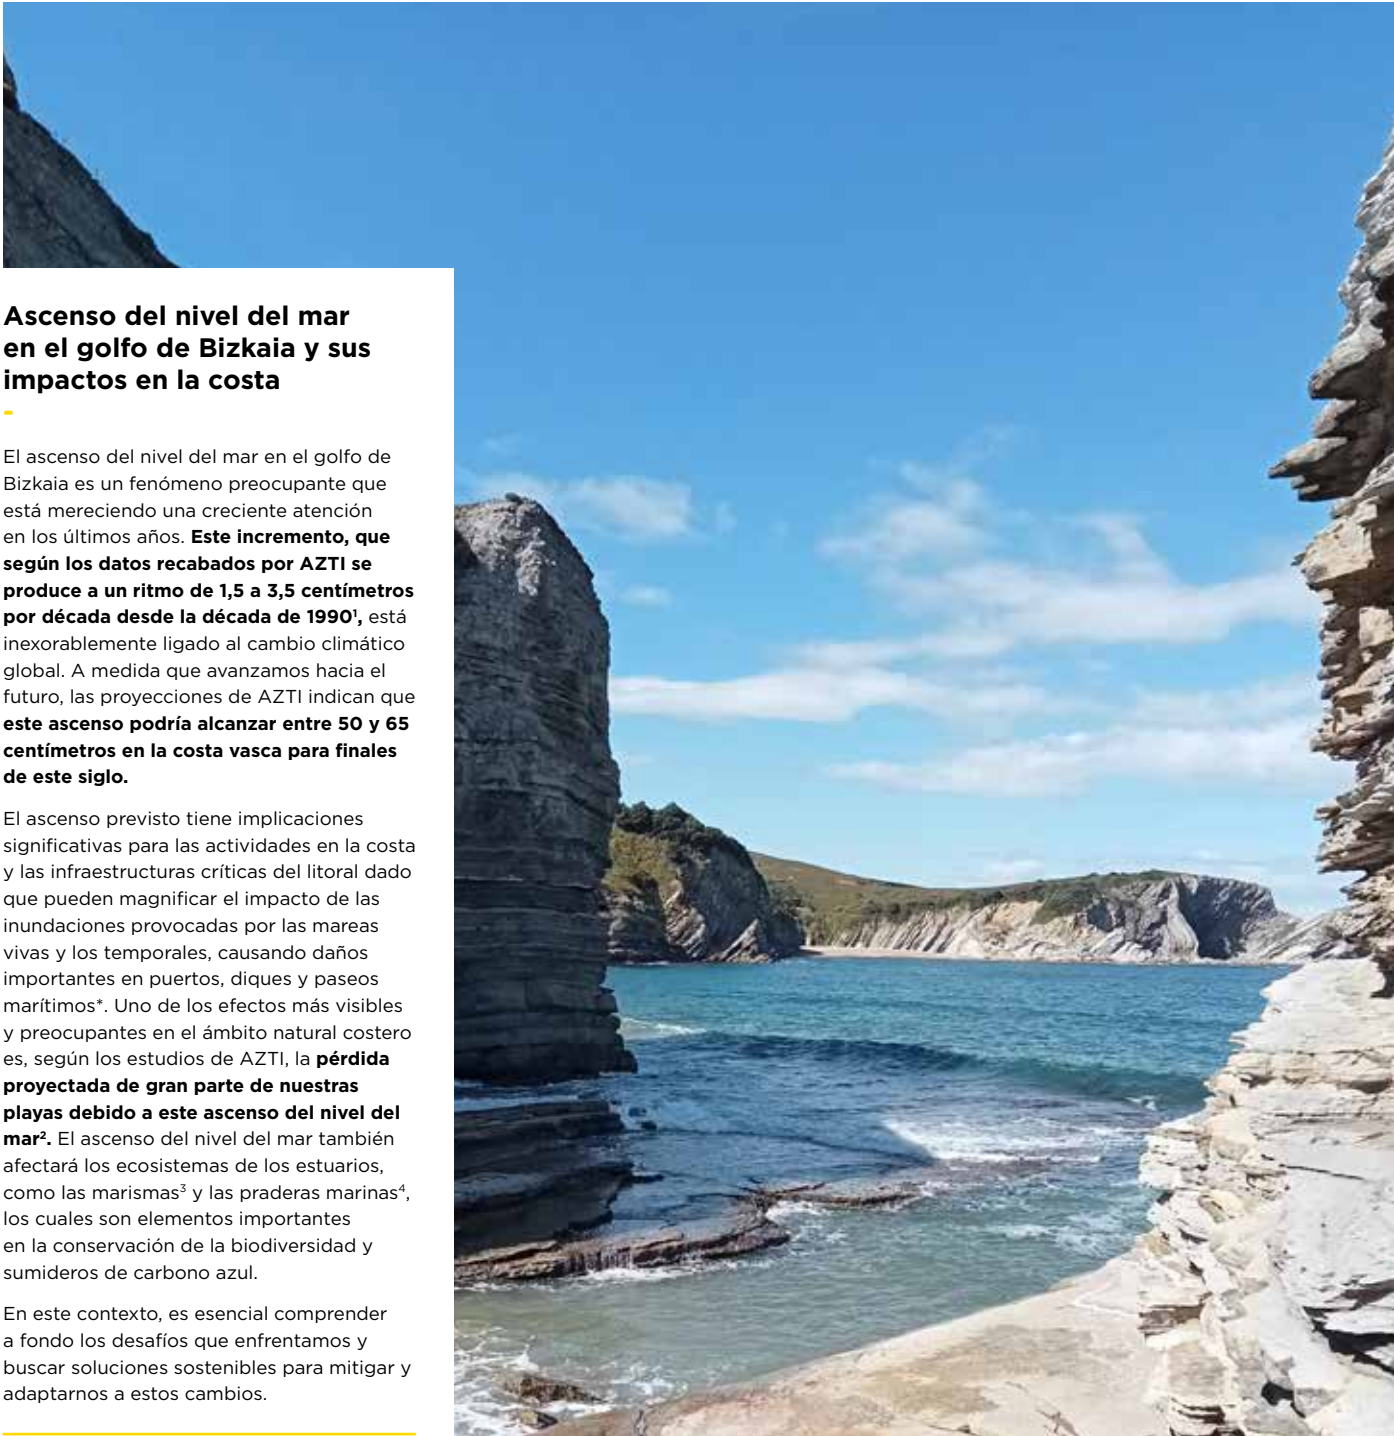 Ascenso del nivel del mar
en el golfo de Bizkaia y sus
impactos en la costa
-
El ascenso del nivel del mar en el golfo de
Bizkaia es un fenómeno preocupante que
está mereciendo una creciente atención
en los últimos años. Este incremento, que
según los datos recabados por AZTI se
produce a un ritmo de 1,5 a 3,5 centímetros
por década desde la década de 1990¹, está
inexorablemente ligado al cambio climático
global. A medida que avanzamos hacia el
futuro, las proyecciones de AZTI indican que
este ascenso podría alcanzar entre 50 y 65
centímetros en la costa vasca para finales
de este siglo.
El ascenso previsto tiene implicaciones
significativas para las actividades en la costa
y las infraestructuras críticas del litoral dado
que pueden magnificar el impacto de las
inundaciones provocadas por las mareas
vivas y los temporales, causando daños
importantes en puertos, diques y paseos
marítimos*. Uno de los efectos más visibles
y preocupantes en el ámbito natural costero
es, según los estudios de AZTI, la pérdida
proyectada de gran parte de nuestras
playas debido a este ascenso del nivel del
mar². El ascenso del nivel del mar también
afectará los ecosistemas de los estuarios,
como las marismas³ y las praderas marinas⁴,
los cuales son elementos importantes
en la conservación de la biodiversidad y
sumideros de carbono azul.
En este contexto, es esencial comprender
a fondo los desafíos que enfrentamos y
buscar soluciones sostenibles para mitigar y
adaptarnos a estos cambios.